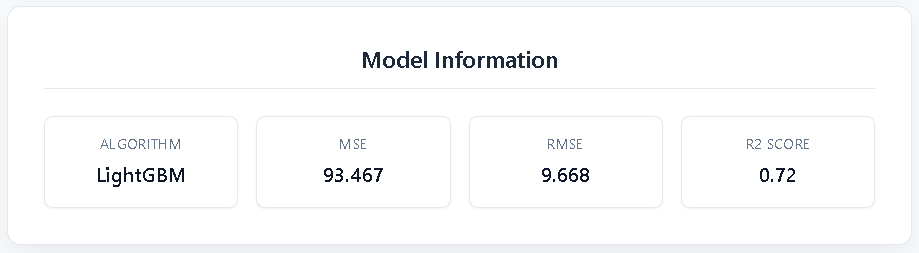 Model Information
ALGORITHM
LightGBM
MSE
93.467
RMSE
9.668
R2 SCORE
0.72